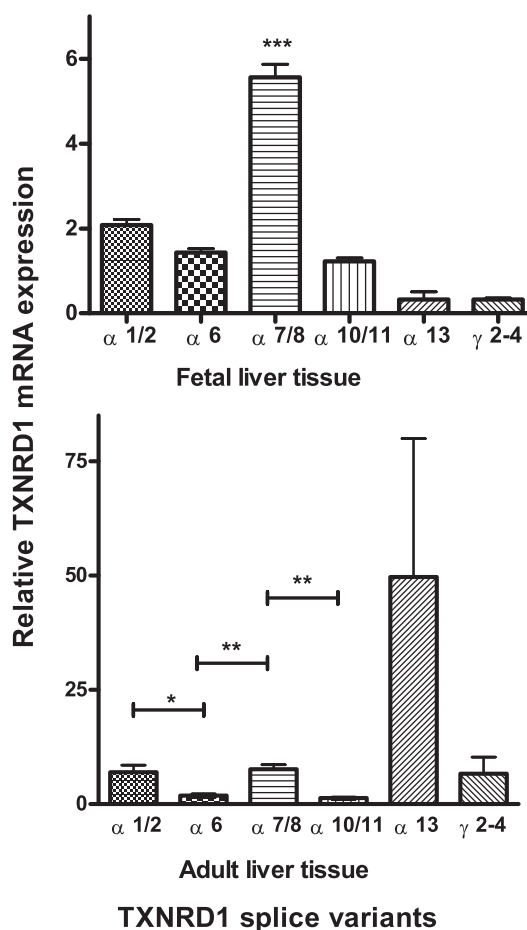 Relative TXNRD1 mRNA expression
6
4
2
0
***
α 1/2 α 6 α 7/8 α 10/11 α 13 γ 2-4
Fetal liver tissue
75
50
25
0
*
**
**
α 1/2 α 6 α 7/8 α 10/11 α 13 γ 2-4
Adult liver tissue
TXNRD1 splice variants